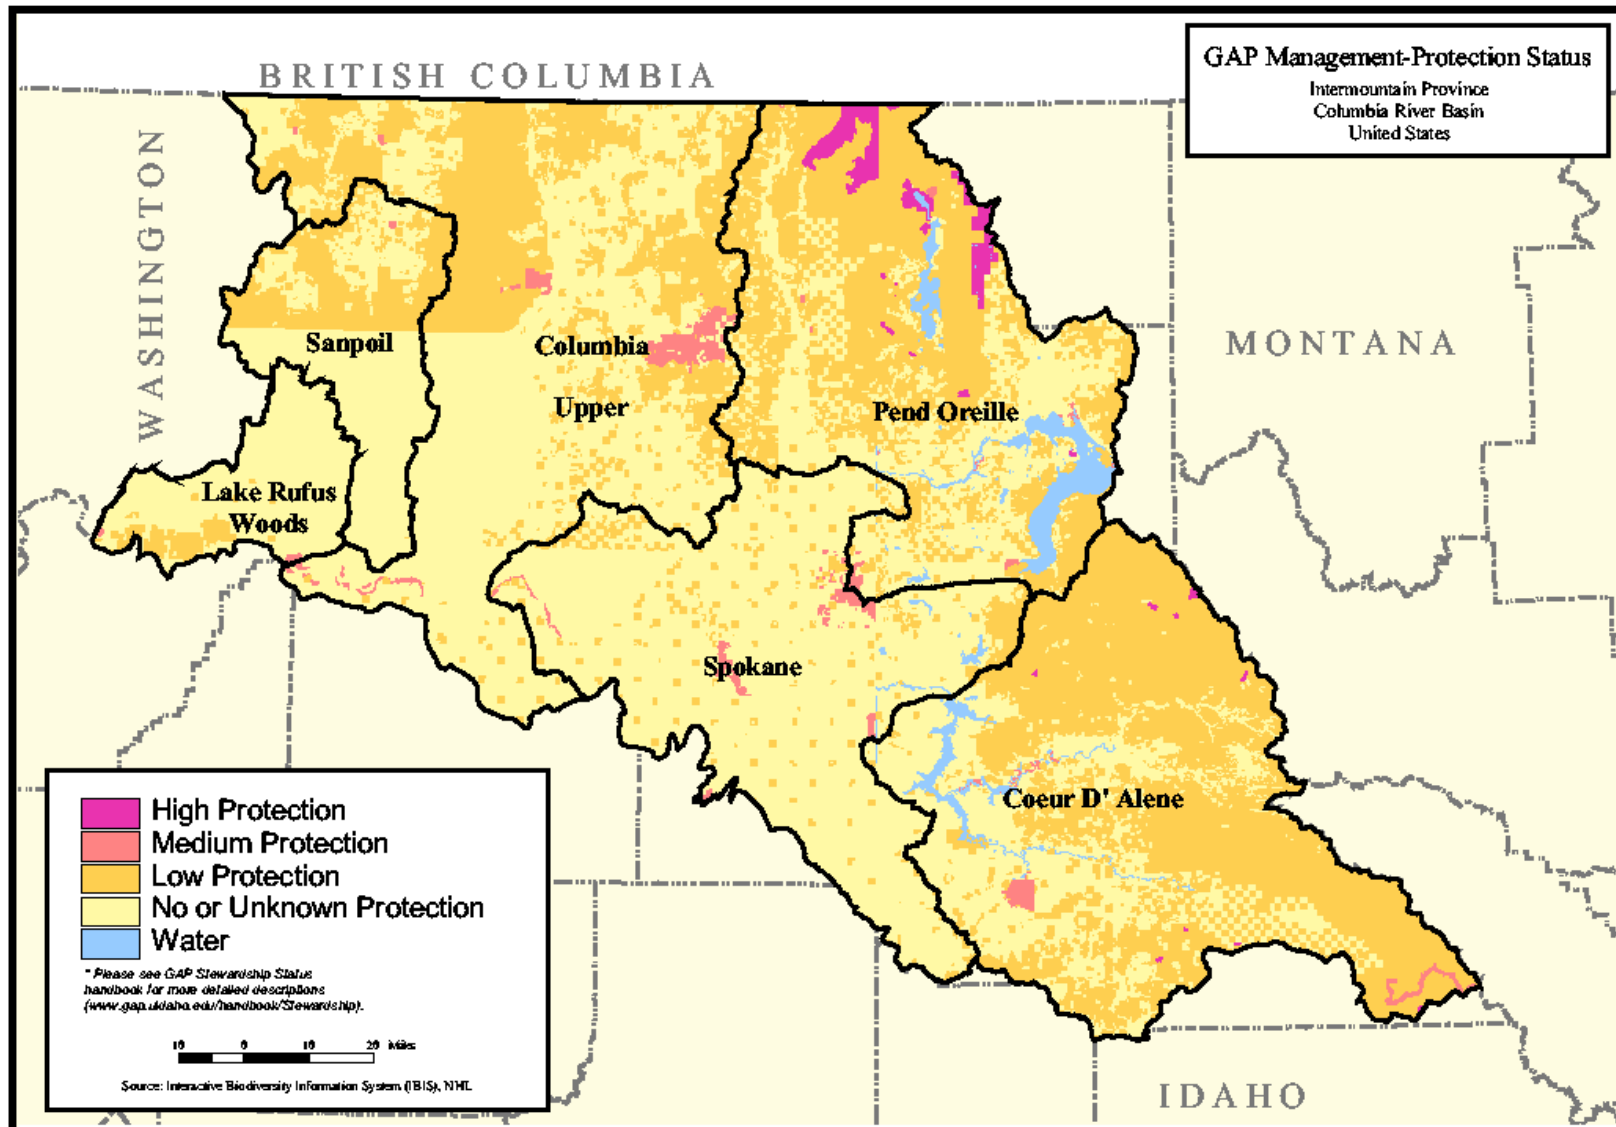 GAP Management-Protection Status
Intermountain Province
Columbia River Basin
United States
BRITISH COLUMBIA
WASHINGTON
MONTANA
Sanpoil
Columbia
Upper
Pend Oreille
Lake Rufus
Woods
Spokane
Coeur D' Alene
IDAHO
High Protection
Medium Protection
Low Protection
No or Unknown Protection
Water
* Please see GAP Stewardship Status
handbook for more detailed descriptions
(www.gap.uidaho.edu/handbook/Stewardship).
10 0 10 20 Miles
Source: Interactive Biodiversity Information System (IBIS), NHI.